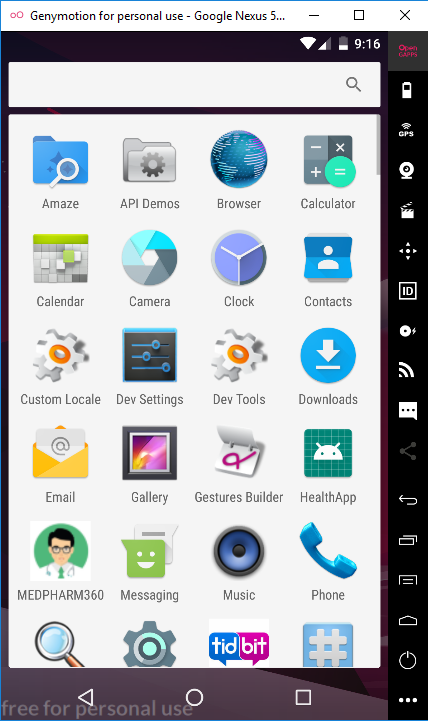 Genymotion for personal use - Google Nexus 5...
9:16
Open
GAPPS
GPS
ID
Amaze
API Demos
Browser
Calculator
Calendar
Camera
Clock
Contacts
Custom Locale
Dev Settings
Dev Tools
Downloads
@
Email
Gallery
Gestures Builder
HealthApp
MEDPHARM360
Messaging
Music
Phone
tidbit
free for personal use